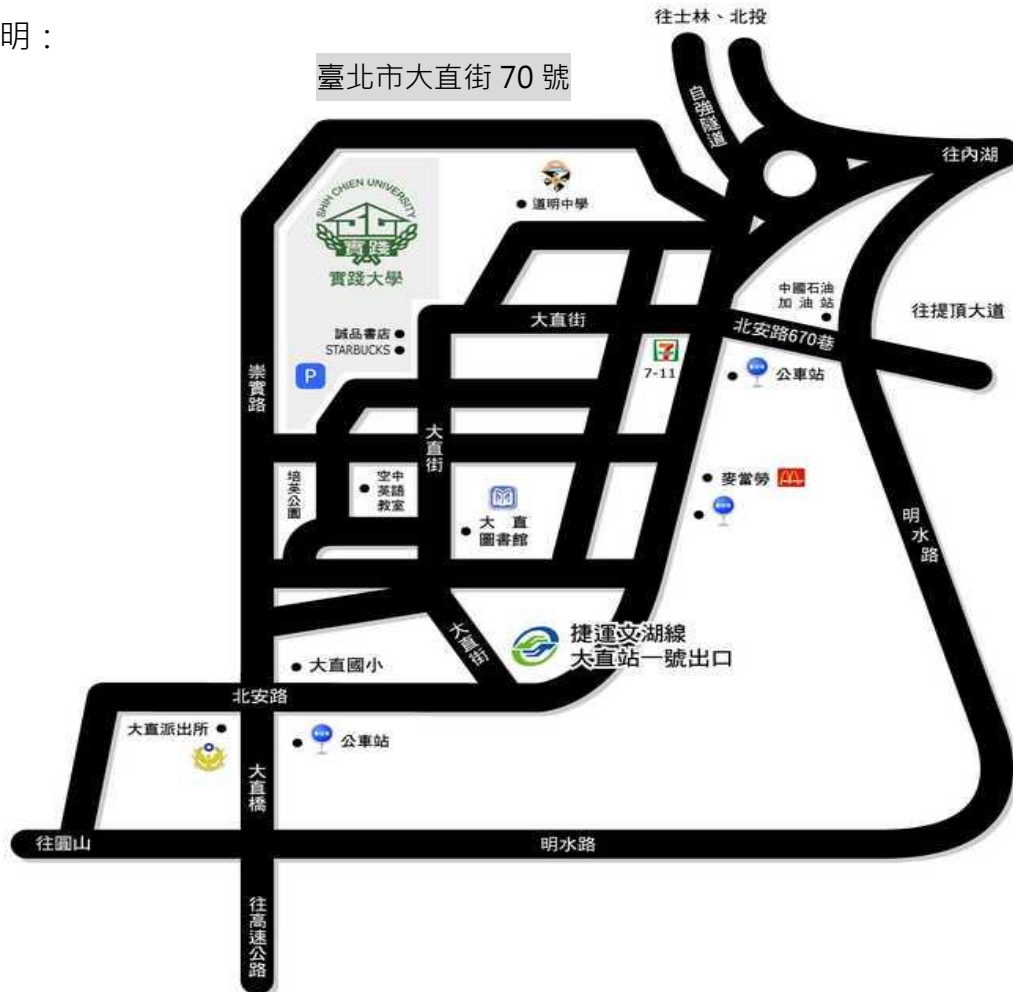 明：
臺北市大直街 70 號
往士林、北投
自強隧道
往內湖
SHIH CHIEN UNIVERSITY
實踐
實踐大學
道明中學
中國石油
加油站
往提頂大道
大直街
北安路670巷
誠品書店
STARBUCKS
P
7-11
公車站
崇實路
大直街
培英公園
空中
英語
教室
大直
圖書館
麥當勞
明水路
大直街
捷運文湖線
大直站一號出口
大直國小
北安路
大直派出所
公車站
大直橋
往圓山
明水路
往高速公路